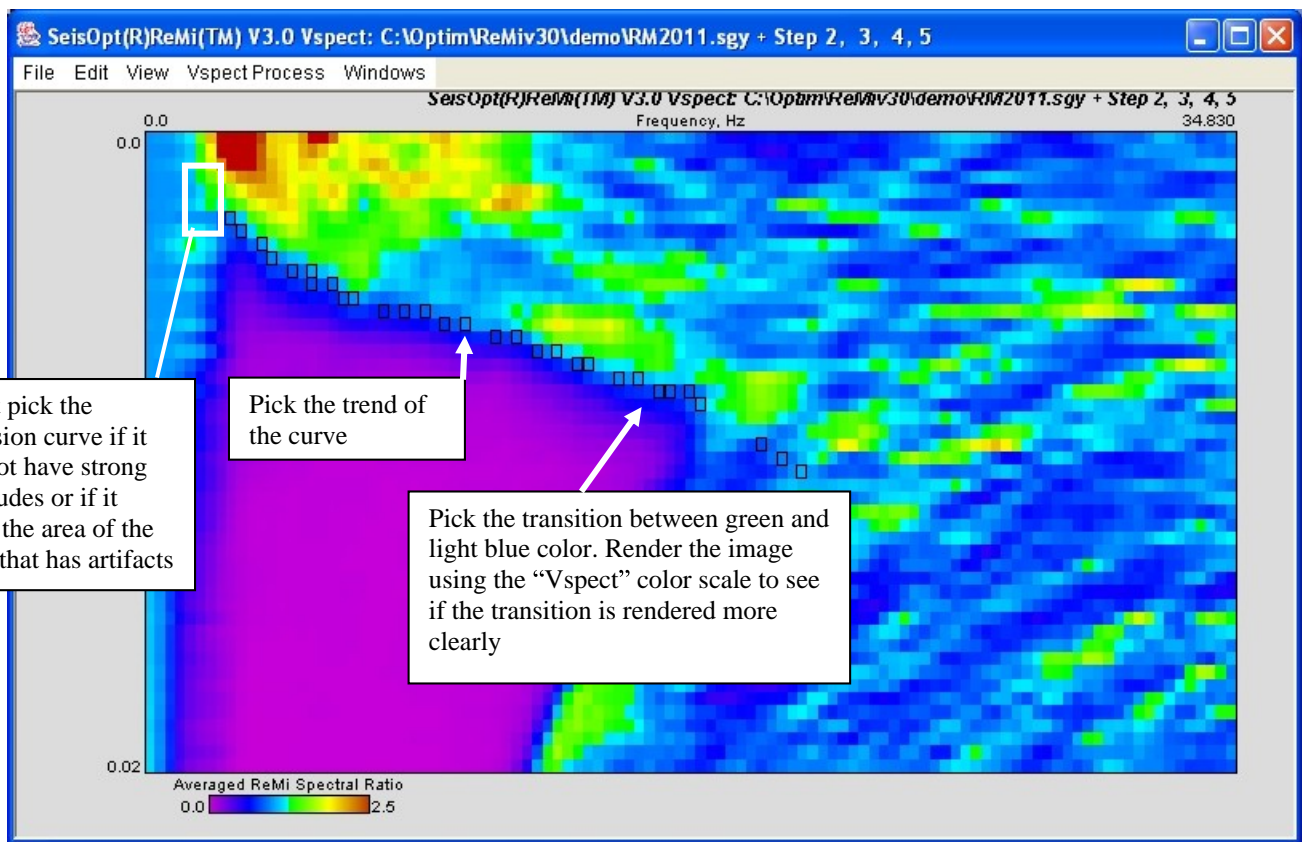 SeisOpt(R)ReMi(TM) V3.0 Vspect: C:\Optim\ReMiv30\demo\RM2011.sgy + Step 2, 3, 4, 5
File Edit View Vspect Process Windows
SeisOpt(R)ReMi(TM) V3.0 Vspect: C:\Optim\ReMiv30\demo\RM2011.sgy + Step 2, 3, 4, 5
0.0 Frequency, Hz 34.830
0.0
pick the
sion curve if it
ot have strong
udes or if it
the area of the
that has artifacts
Pick the trend of
the curve
Pick the transition between green and
light blue color. Render the image
using the “Vspect” color scale to see
if the transition is rendered more
clearly
0.02
Averaged ReMi Spectral Ratio
0.0 2.5